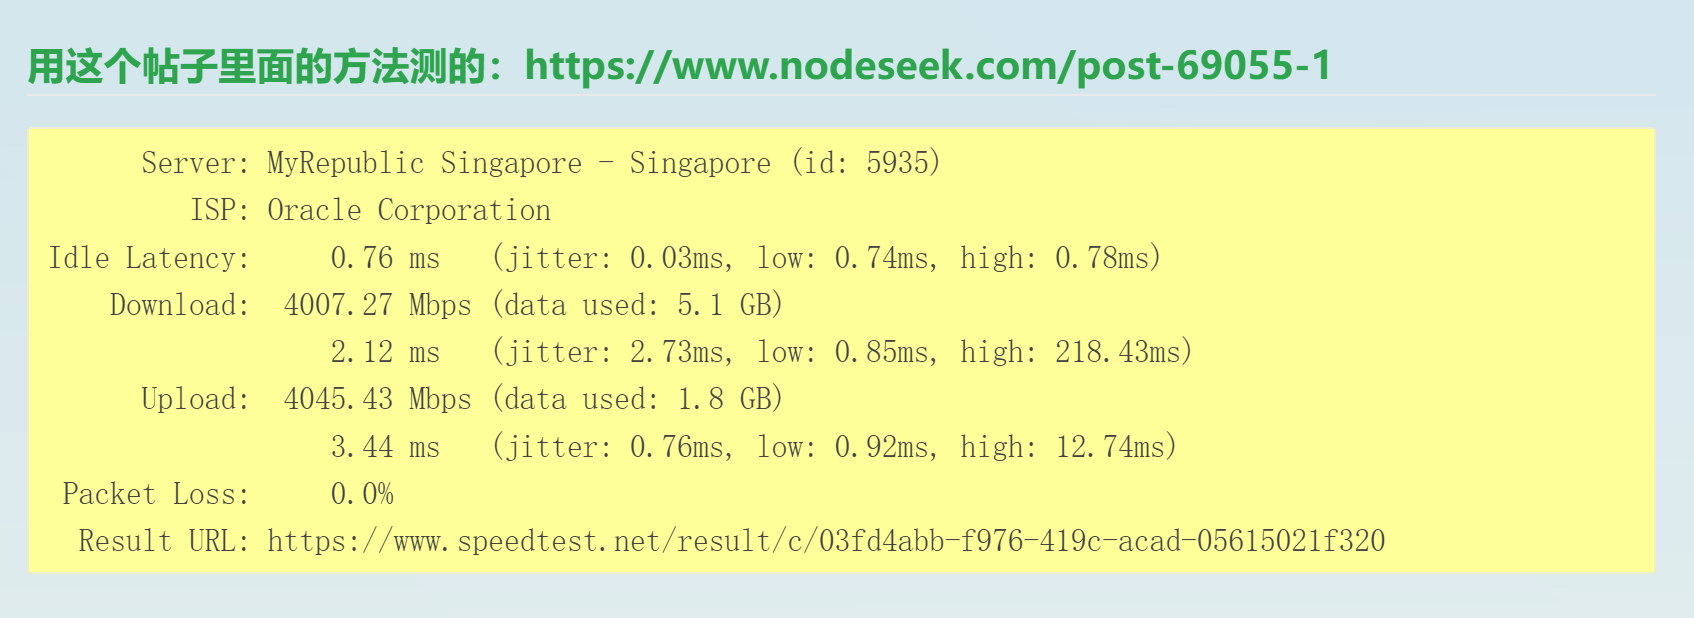 用这个帖子里面的方法测的：https://www.nodeseek.com/post-69055-1
Server: MyRepublic Singapore - Singapore (id: 5935)
ISP: Oracle Corporation
Idle Latency: 0.76 ms (jitter: 0.03ms, low: 0.74ms, high: 0.78ms)
Download: 4007.27 Mbps (data used: 5.1 GB)
2.12 ms (jitter: 2.73ms, low: 0.85ms, high: 218.43ms)
Upload: 4045.43 Mbps (data used: 1.8 GB)
3.44 ms (jitter: 0.76ms, low: 0.92ms, high: 12.74ms)
Packet Loss: 0.0%
Result URL: https://www.speedtest.net/result/c/03fd4abb-f976-419c-acad-05615021f320